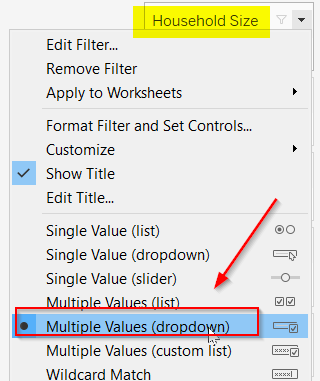 Household Size
Edit Filter...
Remove Filter
Apply to Worksheets
Format Filter and Set Controls...
Customize
Show Title
Edit Title...
Single Value (list)
Single Value (dropdown)
Single Value (slider)
Multiple Values (list)
Multiple Values (dropdown)
Multiple Values (custom list)
Wildcard Match